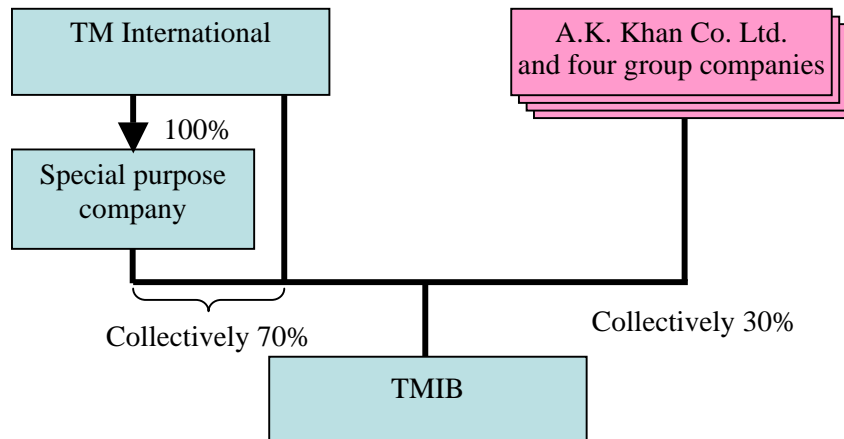 TM International
A.K. Khan Co. Ltd.
and four group companies
100%
Special purpose
company
Collectively 70%
Collectively 30%
TMIB